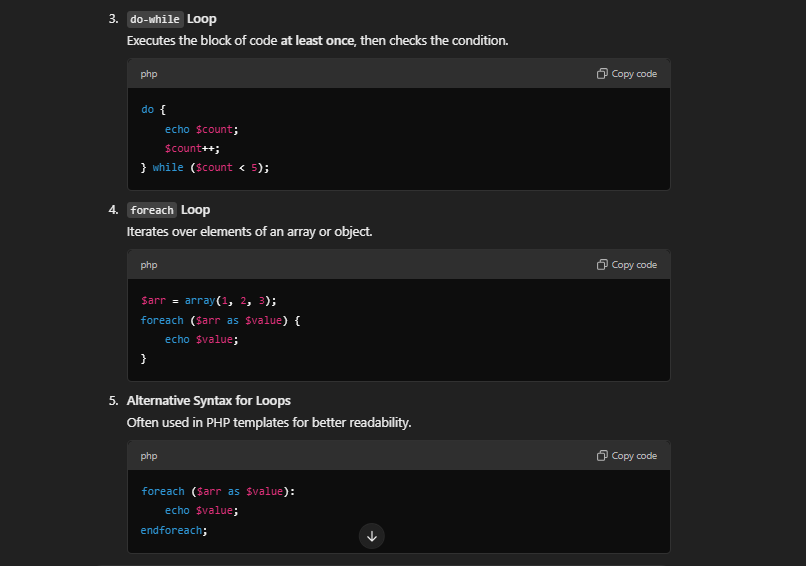 3. do-while Loop
Executes the block of code at least once, then checks the condition.
php Copy code
do {
    echo $count;
    $count++;
} while ($count < 5);
4. foreach Loop
Iterates over elements of an array or object.
php Copy code
$arr = array(1, 2, 3);
foreach ($arr as $value) {
    echo $value;
}
5. Alternative Syntax for Loops
Often used in PHP templates for better readability.
php Copy code
foreach ($arr as $value):
    echo $value;
endforeach;